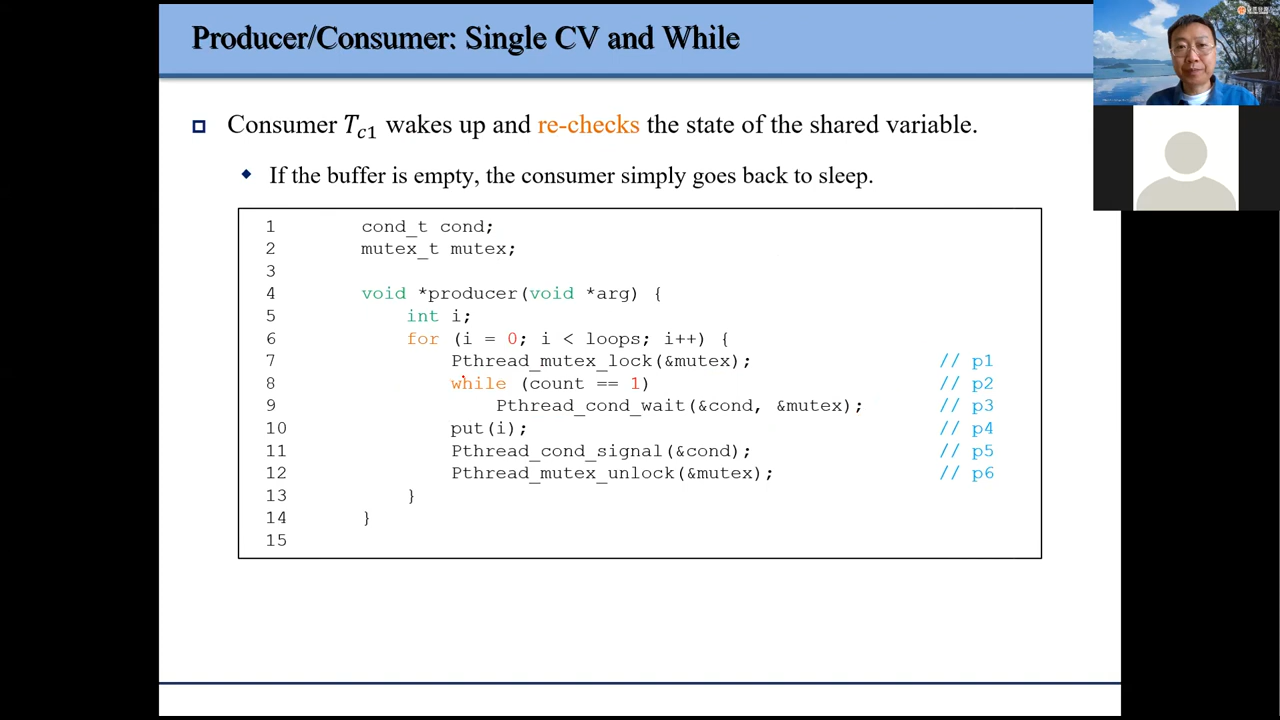 Producer/Consumer: Single CV and While
Consumer T_c1 wakes up and re-checks the state of the shared variable.
If the buffer is empty, the consumer simply goes back to sleep.
1 cond_t cond;
2 mutex_t mutex;
3
4 void *producer(void *arg) {
5 int i;
6 for (i = 0; i < loops; i++) {
7 Pthread_mutex_lock(&mutex); // p1
8 while (count == 1) // p2
9 Pthread_cond_wait(&cond, &mutex); // p3
10 put(i); // p4
11 Pthread_cond_signal(&cond); // p5
12 Pthread_mutex_unlock(&mutex); // p6
13 }
14 }
15